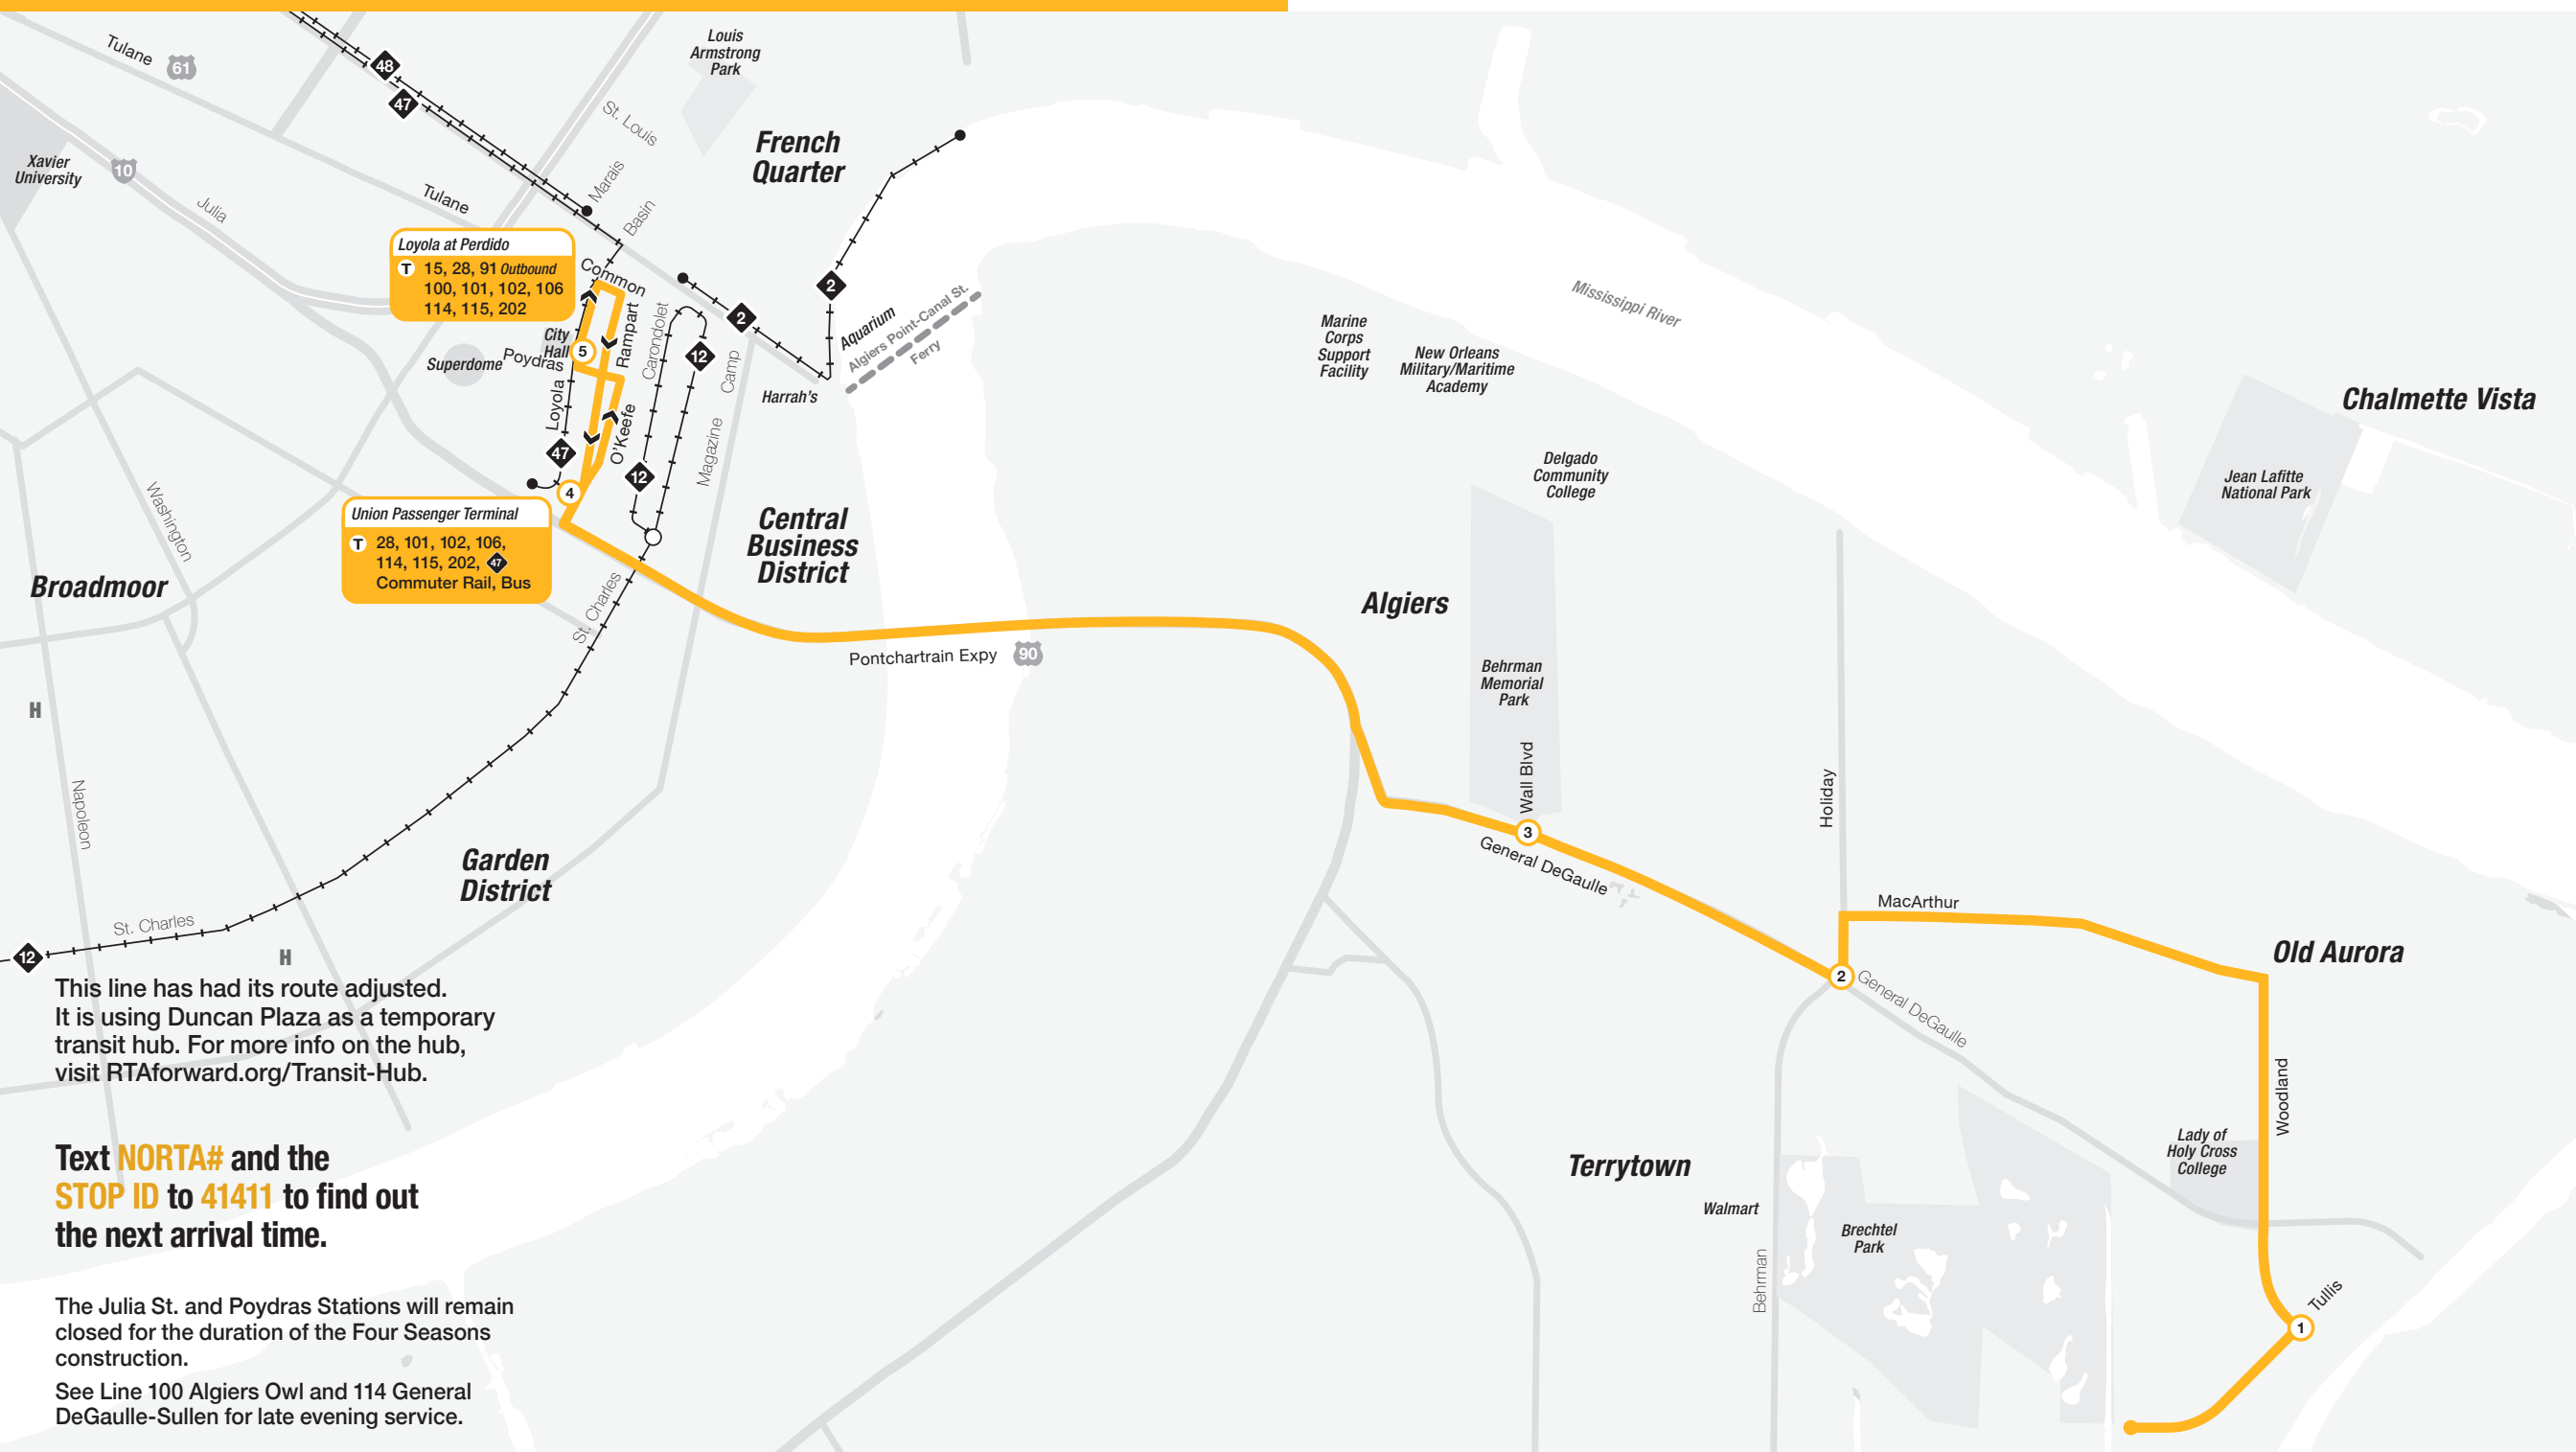 Tulane
61
48
47
Louis
Armstrong
Park
St. Louis
French
Quarter
Xavier
University
10
Julia
Tulane
Marais
Basin
Loyola at Perdido
T 15, 28, 91 Outbound
100, 101, 102, 106
114, 115, 202
Common
Rampart
Carondolet
2
2
12
Camp
Aquarium
Algiers Point-Canal St.
Ferry
Harrah's
City
Hall
5
Superdome
Poydras
Loyola
O'Keefe
47
12
Magazine
4
Mississippi River
Marine
Corps
Support
Facility
New Orleans
Military/Maritime
Academy
Chalmette Vista
Jean Lafitte
National Park
Delgado
Community
College
Washington
Union Passenger Terminal
T 28, 101, 102, 106,
114, 115, 202, 47
Commuter Rail, Bus
Central
Business
District
Broadmoor
St. Charles
Algiers
Pontchartrain Expy
90
Behrman
Memorial
Park
H
Napoleon
Wall Blvd
Holiday
3
General DeGaulle
Garden
District
MacArthur
Old Aurora
St. Charles
12
H
2
General DeGaulle
This line has had its route adjusted.
It is using Duncan Plaza as a temporary
transit hub. For more info on the hub,
visit RTAforward.org/Transit-Hub.
Woodland
Lady of
Holy Cross
College
Text NORTA# and the
STOP ID to 41411 to find out
the next arrival time.
Terrytown
Walmart
Brechtel
Park
Behrman
Tullis
1
The Julia St. and Poydras Stations will remain
closed for the duration of the Four Seasons
construction.
See Line 100 Algiers Owl and 114 General
DeGaulle-Sullen for late evening service.